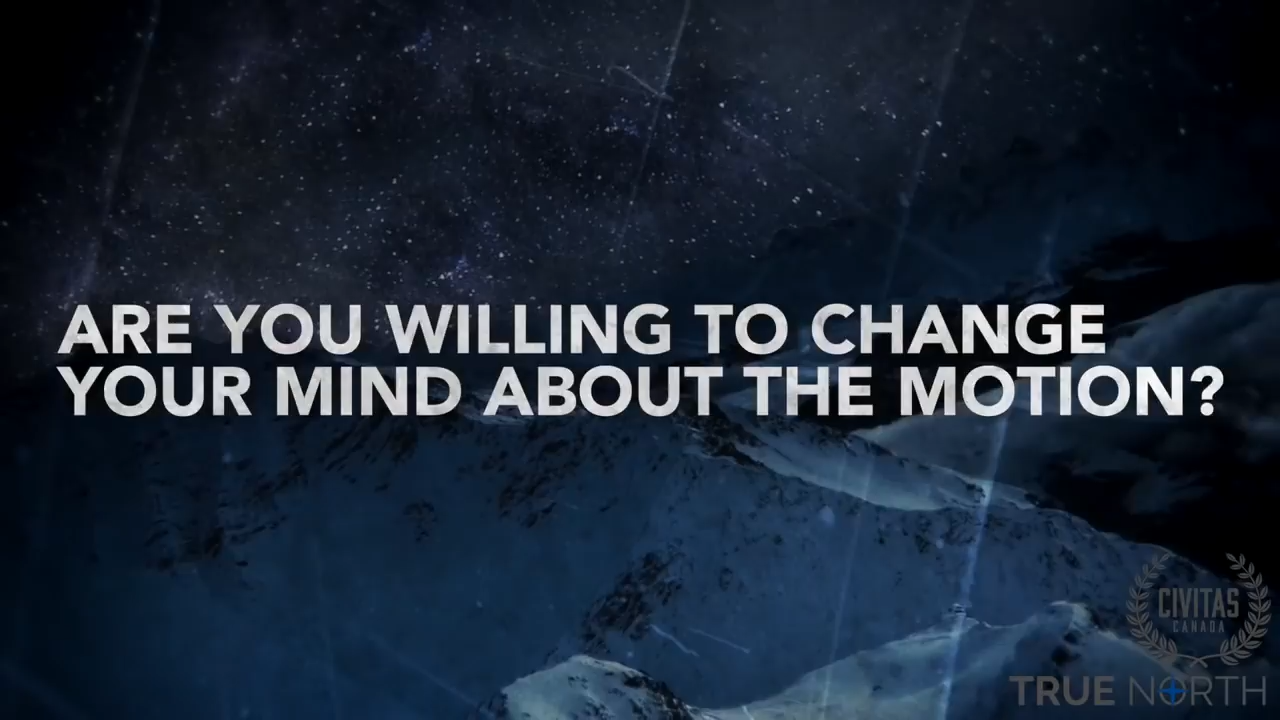 ARE YOU WILLING TO CHANGE
YOUR MIND ABOUT THE MOTION?
CIVITAS
CANADA
TRUE NORTH